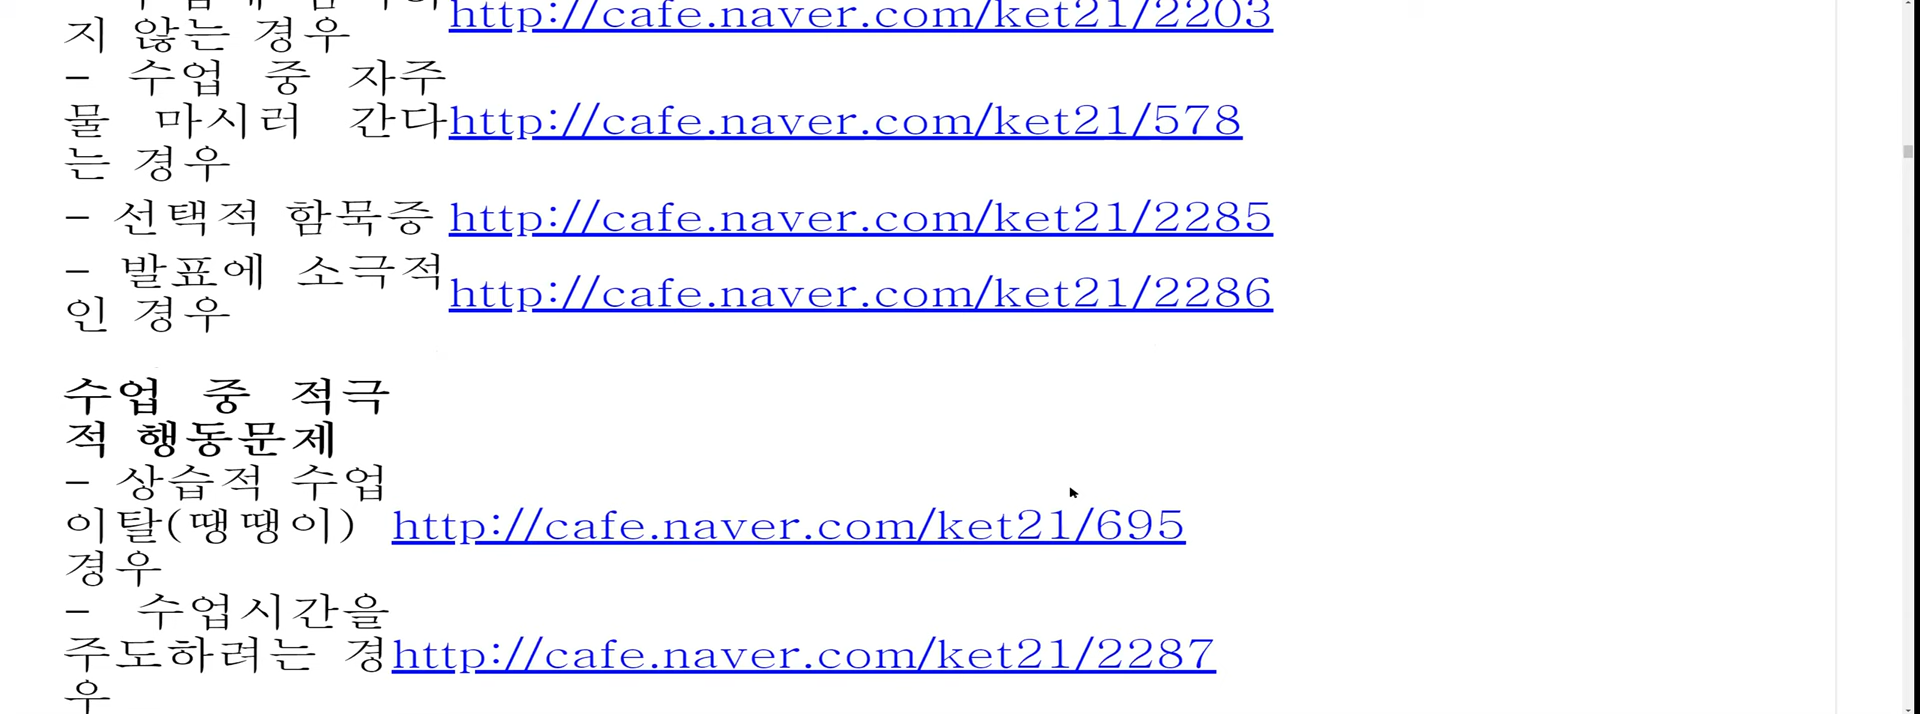 http://cafe.naver.com/ket21/2203
지 않는 경우
- 수업 중 자주
물 마시러 간다 http://cafe.naver.com/ket21/578
는 경우
- 선택적 함묵증 http://cafe.naver.com/ket21/2285
- 발표에 소극적
인 경우 http://cafe.naver.com/ket21/2286
수업 중 적극
적 행동문제
- 상습적 수업
이탈(땡땡이) http://cafe.naver.com/ket21/695
경우
- 수업시간을
주도하려는 경 http://cafe.naver.com/ket21/2287
우